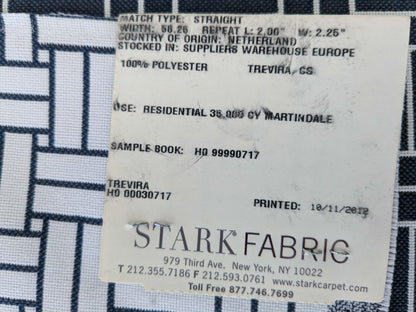 MATCH TYPE: STRAIGHT
WIDTH: 56.26 REPEAT L: 2.00" W: 2.25"
COUNTRY OF ORIGIN: NETHERLAND
STOCKED IN: SUPPLIERS WAREHOUSE EUROPE
100% POLYESTER TREVIRA, CS
USE: RESIDENTIAL 35,000 CY MARTINDALE
SAMPLE BOOK: HO 99990717
TREVIRA
HO 00030717
PRINTED: 10/11/2012
STARK FABRIC
979 Third Ave. New York, NY 10022
T 212.355.7186 F 212.593.0761 www.starkcarpet.com
Toll Free 877.746.7699